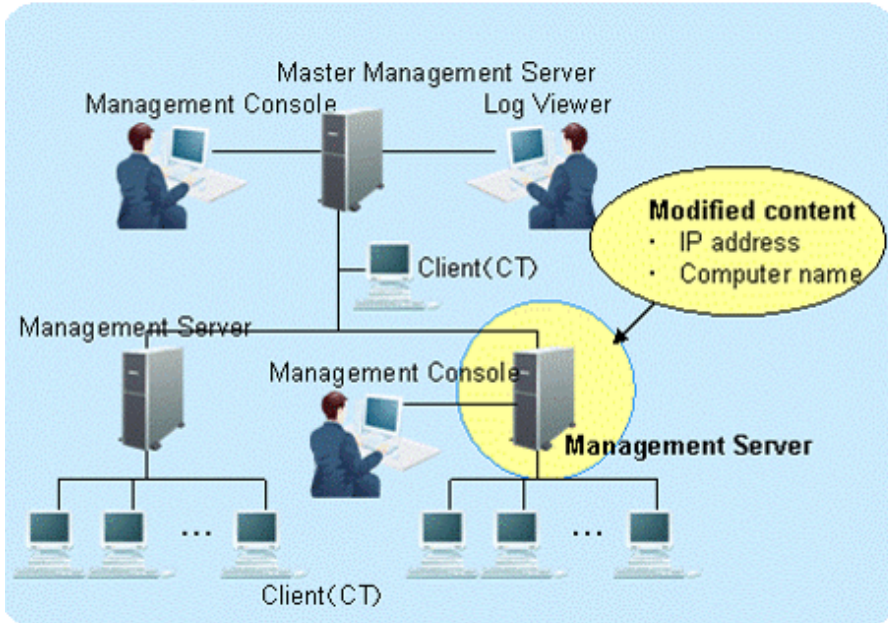 Master Management Server
Management Console
Log Viewer
Modified content
・ IP address
・ Computer name
Client(CT)
Management Server
Management Console
Management Server
...
...
Client(CT)